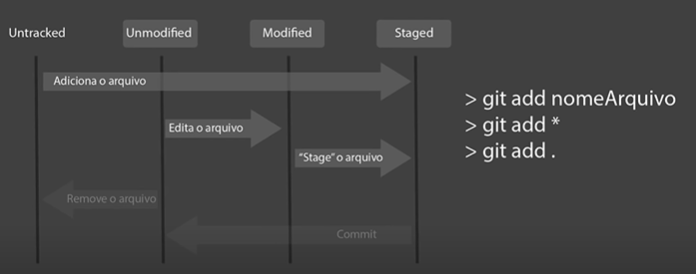 Untracked
Unmodified
Modified
Staged
Adiciona o arquivo
Edita o arquivo
"Stage" o arquivo
Remove o arquivo
Commit
> git add nomeArquivo
> git add *
> git add .